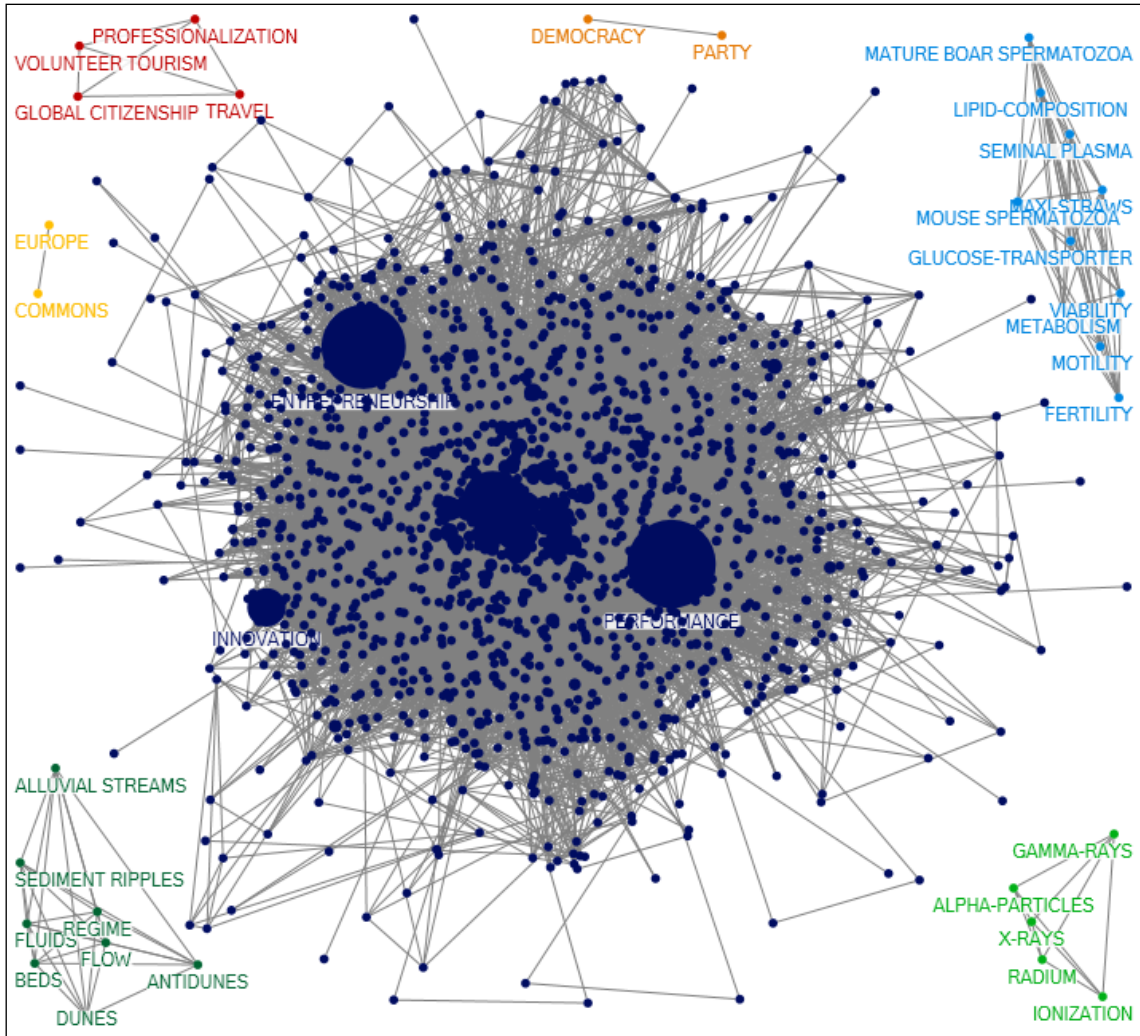 PROFESSIONALIZATION
VOLUNTEER TOURISM
GLOBAL CITIZENSHIP
TRAVEL
DEMOCRACY
PARTY
MATURE BOAR SPERMATOZOA
LIPID-COMPOSITION
SEMINAL PLASMA
MAXI-STRAWS
MOUSE SPERMATOZOA
GLUCOSE-TRANSPORTER
VIABILITY
METABOLISM
MOTILITY
FERTILITY
EUROPE
COMMONS
ENTREPRENEURSHIP
PERFORMANCE
INNOVATION
ALLUVIAL STREAMS
SEDIMENT RIPPLES
REGIME
FLUIDS
FLOW
BEDS
ANTIDUNES
DUNES
GAMMA-RAYS
ALPHA-PARTICLES
X-RAYS
RADIUM
IONIZATION